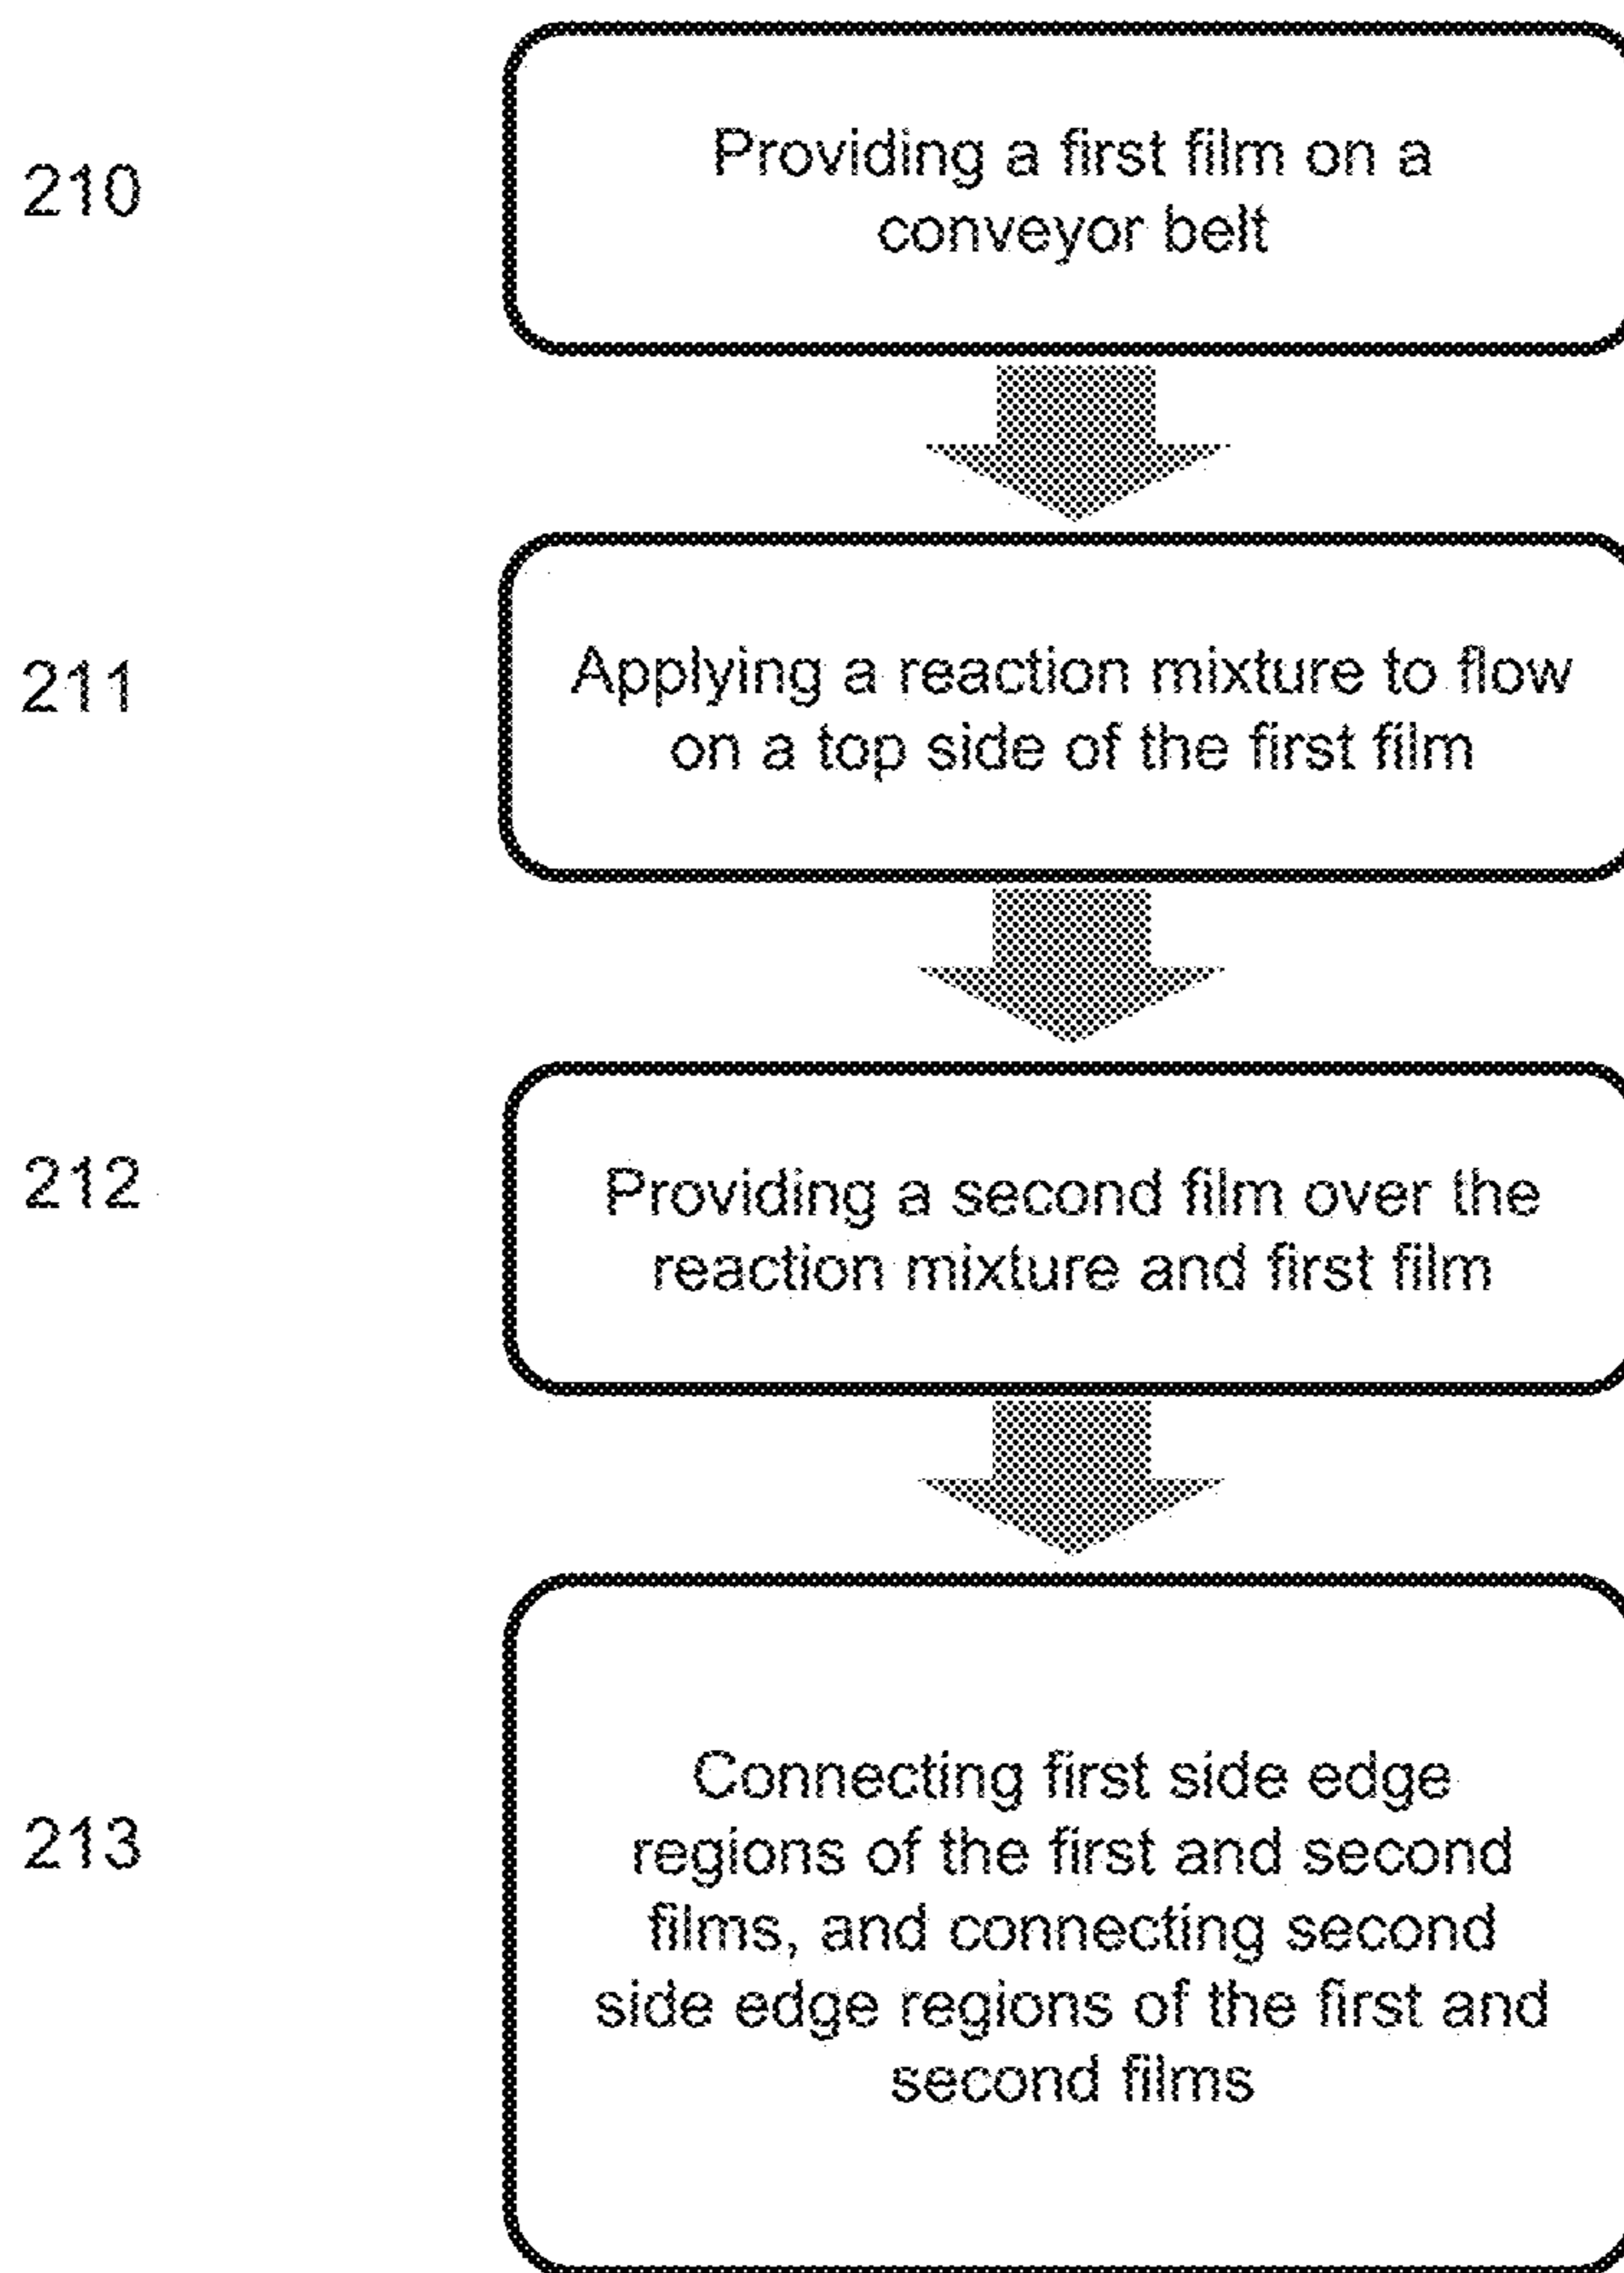 210
Providing a first film on a
conveyor belt
211
Applying a reaction mixture to flow
on a top side of the first film
212
Providing a second film over the
reaction mixture and first film
213
Connecting first side edge
regions of the first and second
films, and connecting second
side edge regions of the first and
second films